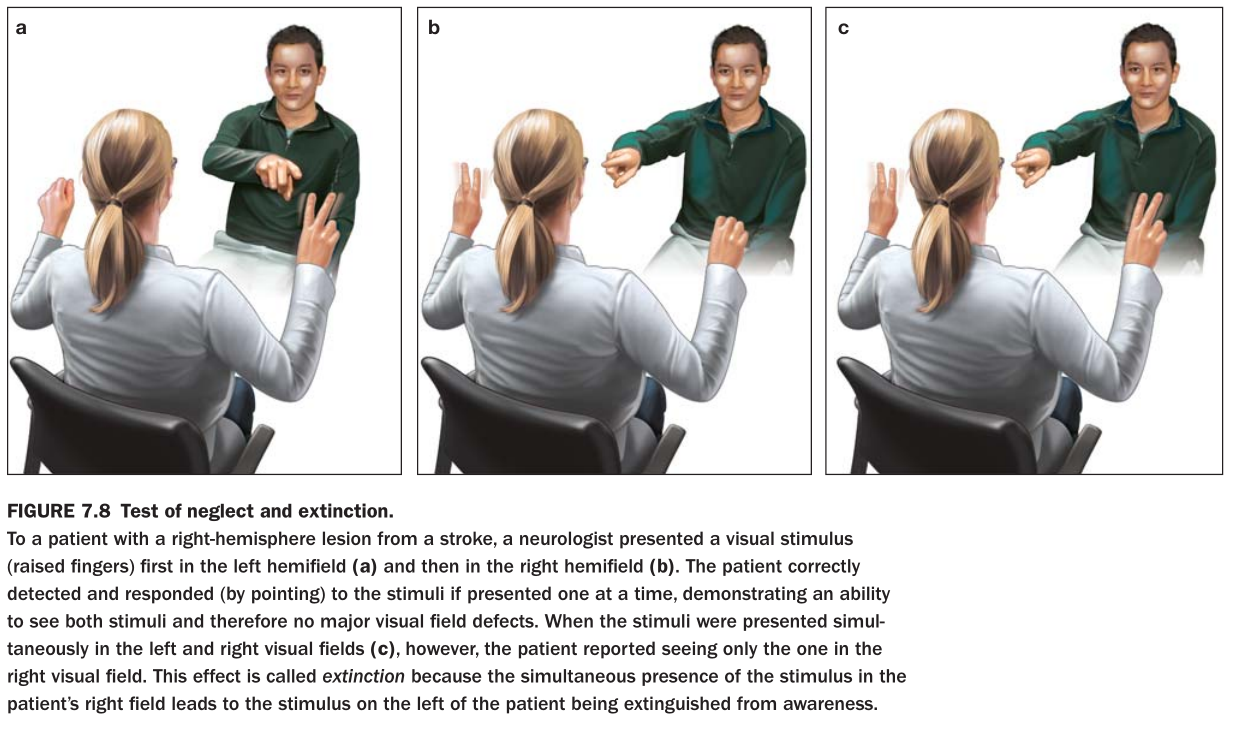 a
b
c
FIGURE 7.8 Test of neglect and extinction.
To a patient with a right-hemisphere lesion from a stroke, a neurologist presented a visual stimulus
(raised fingers) first in the left hemifield (a) and then in the right hemifield (b). The patient correctly
detected and responded (by pointing) to the stimuli if presented one at a time, demonstrating an ability
to see both stimuli and therefore no major visual field defects. When the stimuli were presented simul-
taneously in the left and right visual fields (c), however, the patient reported seeing only the one in the
right visual field. This effect is called extinction because the simultaneous presence of the stimulus in the
patient's right field leads to the stimulus on the left of the patient being extinguished from awareness.